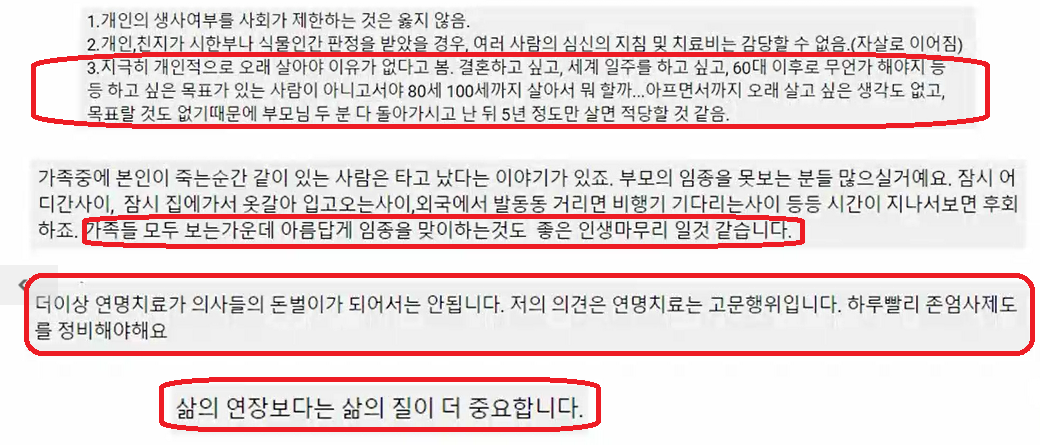 1.개인의 생사여부를 사회가 제한하는 것은 옳지 않음.
2.개인,친지가 시한부나 식물인간 판정을 받았을 경우, 여러 사람의 심신의 지침 및 치료비는 감당할 수 없음.(자살로 이어짐)
3.지극히 개인적으로 오래 살아야 이유가 없다고 봄. 결혼하고 싶고, 세계 일주를 하고 싶고, 60대 이후로 무언가 해야지 등
등 하고 싶은 목표가 있는 사람이 아니고서야 80세 100세까지 살아서 뭐 할까...아프면서까지 오래 살고 싶은 생각도 없고,
목표랄 것도 없기때문에 부모님 두 분 다 돌아가시고 난 뒤 5년 정도만 살면 적당할 것 같음.
가족중에 본인이 죽는순간 같이 있는 사람은 타고 났다는 이야기가 있죠. 부모의 임종을 못보는 분들 많으실거예요. 잠시 어
디간사이, 잠시 집에가서 옷갈아 입고오는사이,외국에서 발동동 거리면 비행기 기다리는사이 등등 시간이 지나서보면 후회
하죠. 가족들 모두 보는가운데 아름답게 임종을 맞이하는것도 좋은 인생마무리 일것 같습니다.
더이상 연명치료가 의사들의 돈벌이가 되어서는 안됩니다. 저의 의견은 연명치료는 고문행위입니다. 하루빨리 존엄사제도
를 정비해야해요
삶의 연장보다는 삶의 질이 더 중요합니다.